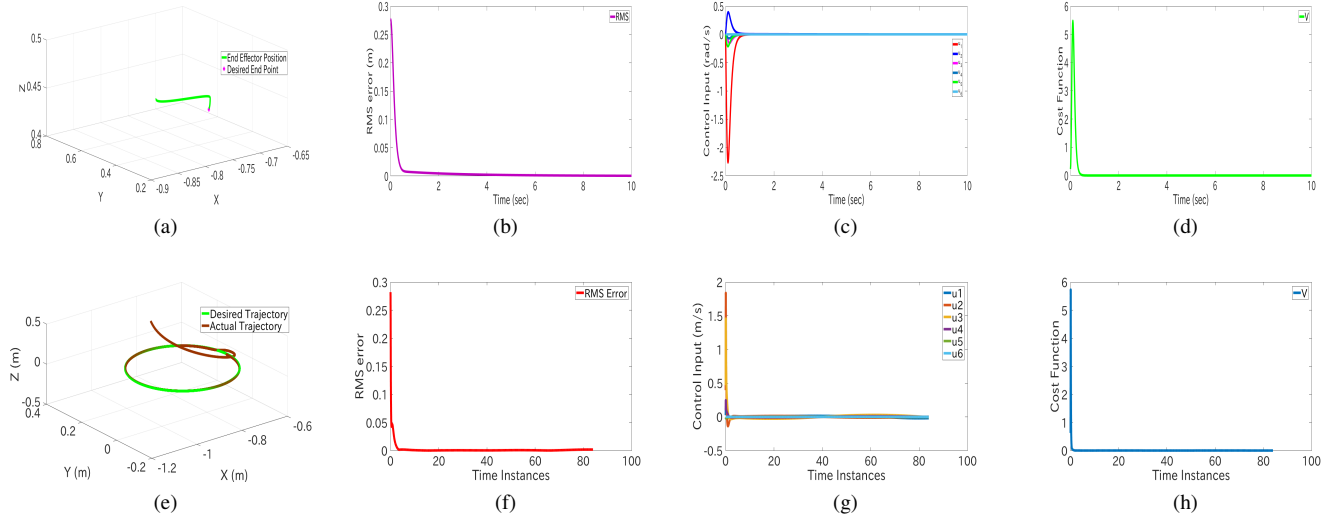 0.5
0.45
0.4
Z
0.8
0.6
0.4
0.2
Y
-0.9
-0.85
-0.8
-0.75
-0.7
-0.65
X
End Effector Position
Desired End Point
(a)
0.3
0.25
0.2
0.15
0.1
0.05
0
RMS error (m)
0 2 4 6 8 10
Time (sec)
RMS
(b)
0.5
0
-0.5
-1
-1.5
-2
-2.5
Control Input (rad/s)
0 2 4 6 8 10
Time (sec)
(c)
6
5
4
3
2
1
0
Cost Function
0 2 4 6 8 10
Time (sec)
V
(d)
0.5
0
-0.5
Z (m)
0.4
0.2
0
-0.2
Y (m)
-1.2
-1
-0.8
-0.6
X (m)
Desired Trajectory
Actual Trajectory
(e)
0.3
0.25
0.2
0.15
0.1
0.05
0
RMS error
0 20 40 60 80 100
Time Instances
RMS Error
(f)
2
1.5
1
0.5
0
-0.5
Control Input (m/s)
0 20 40 60 80 100
Time Instances
u1
u2
u3
u4
u5
u6
(g)
6
5
4
3
2
1
0
Cost Function
0 20 40 60 80 100
Time Instances
V
(h)